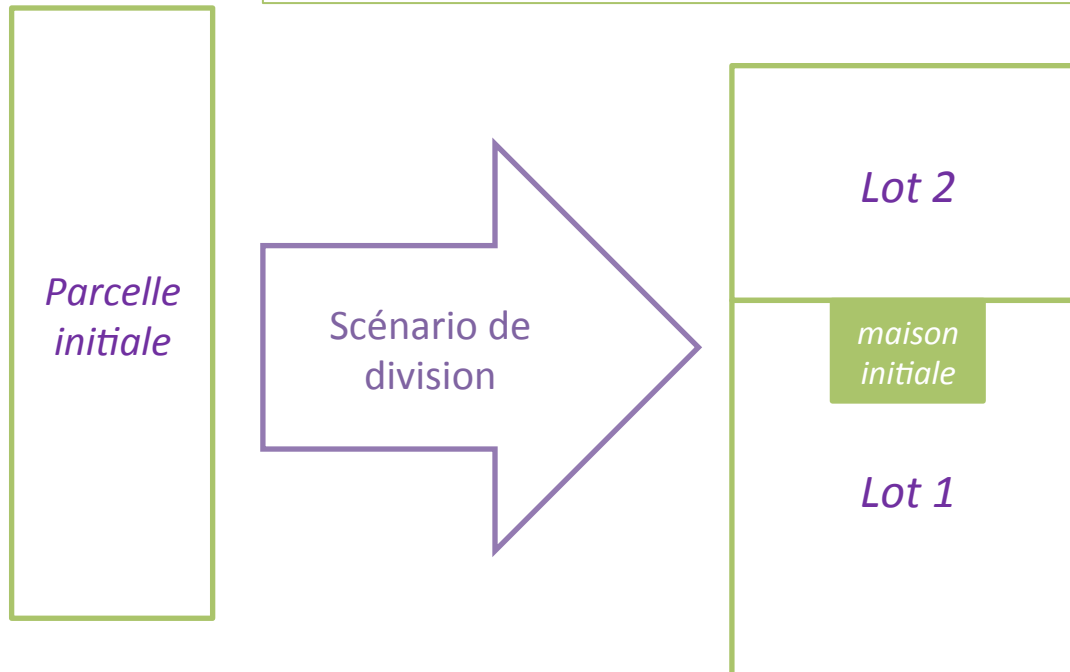 Parcelle
initiale
Scénario de
division
Lot 2
maison
initiale
Lot 1